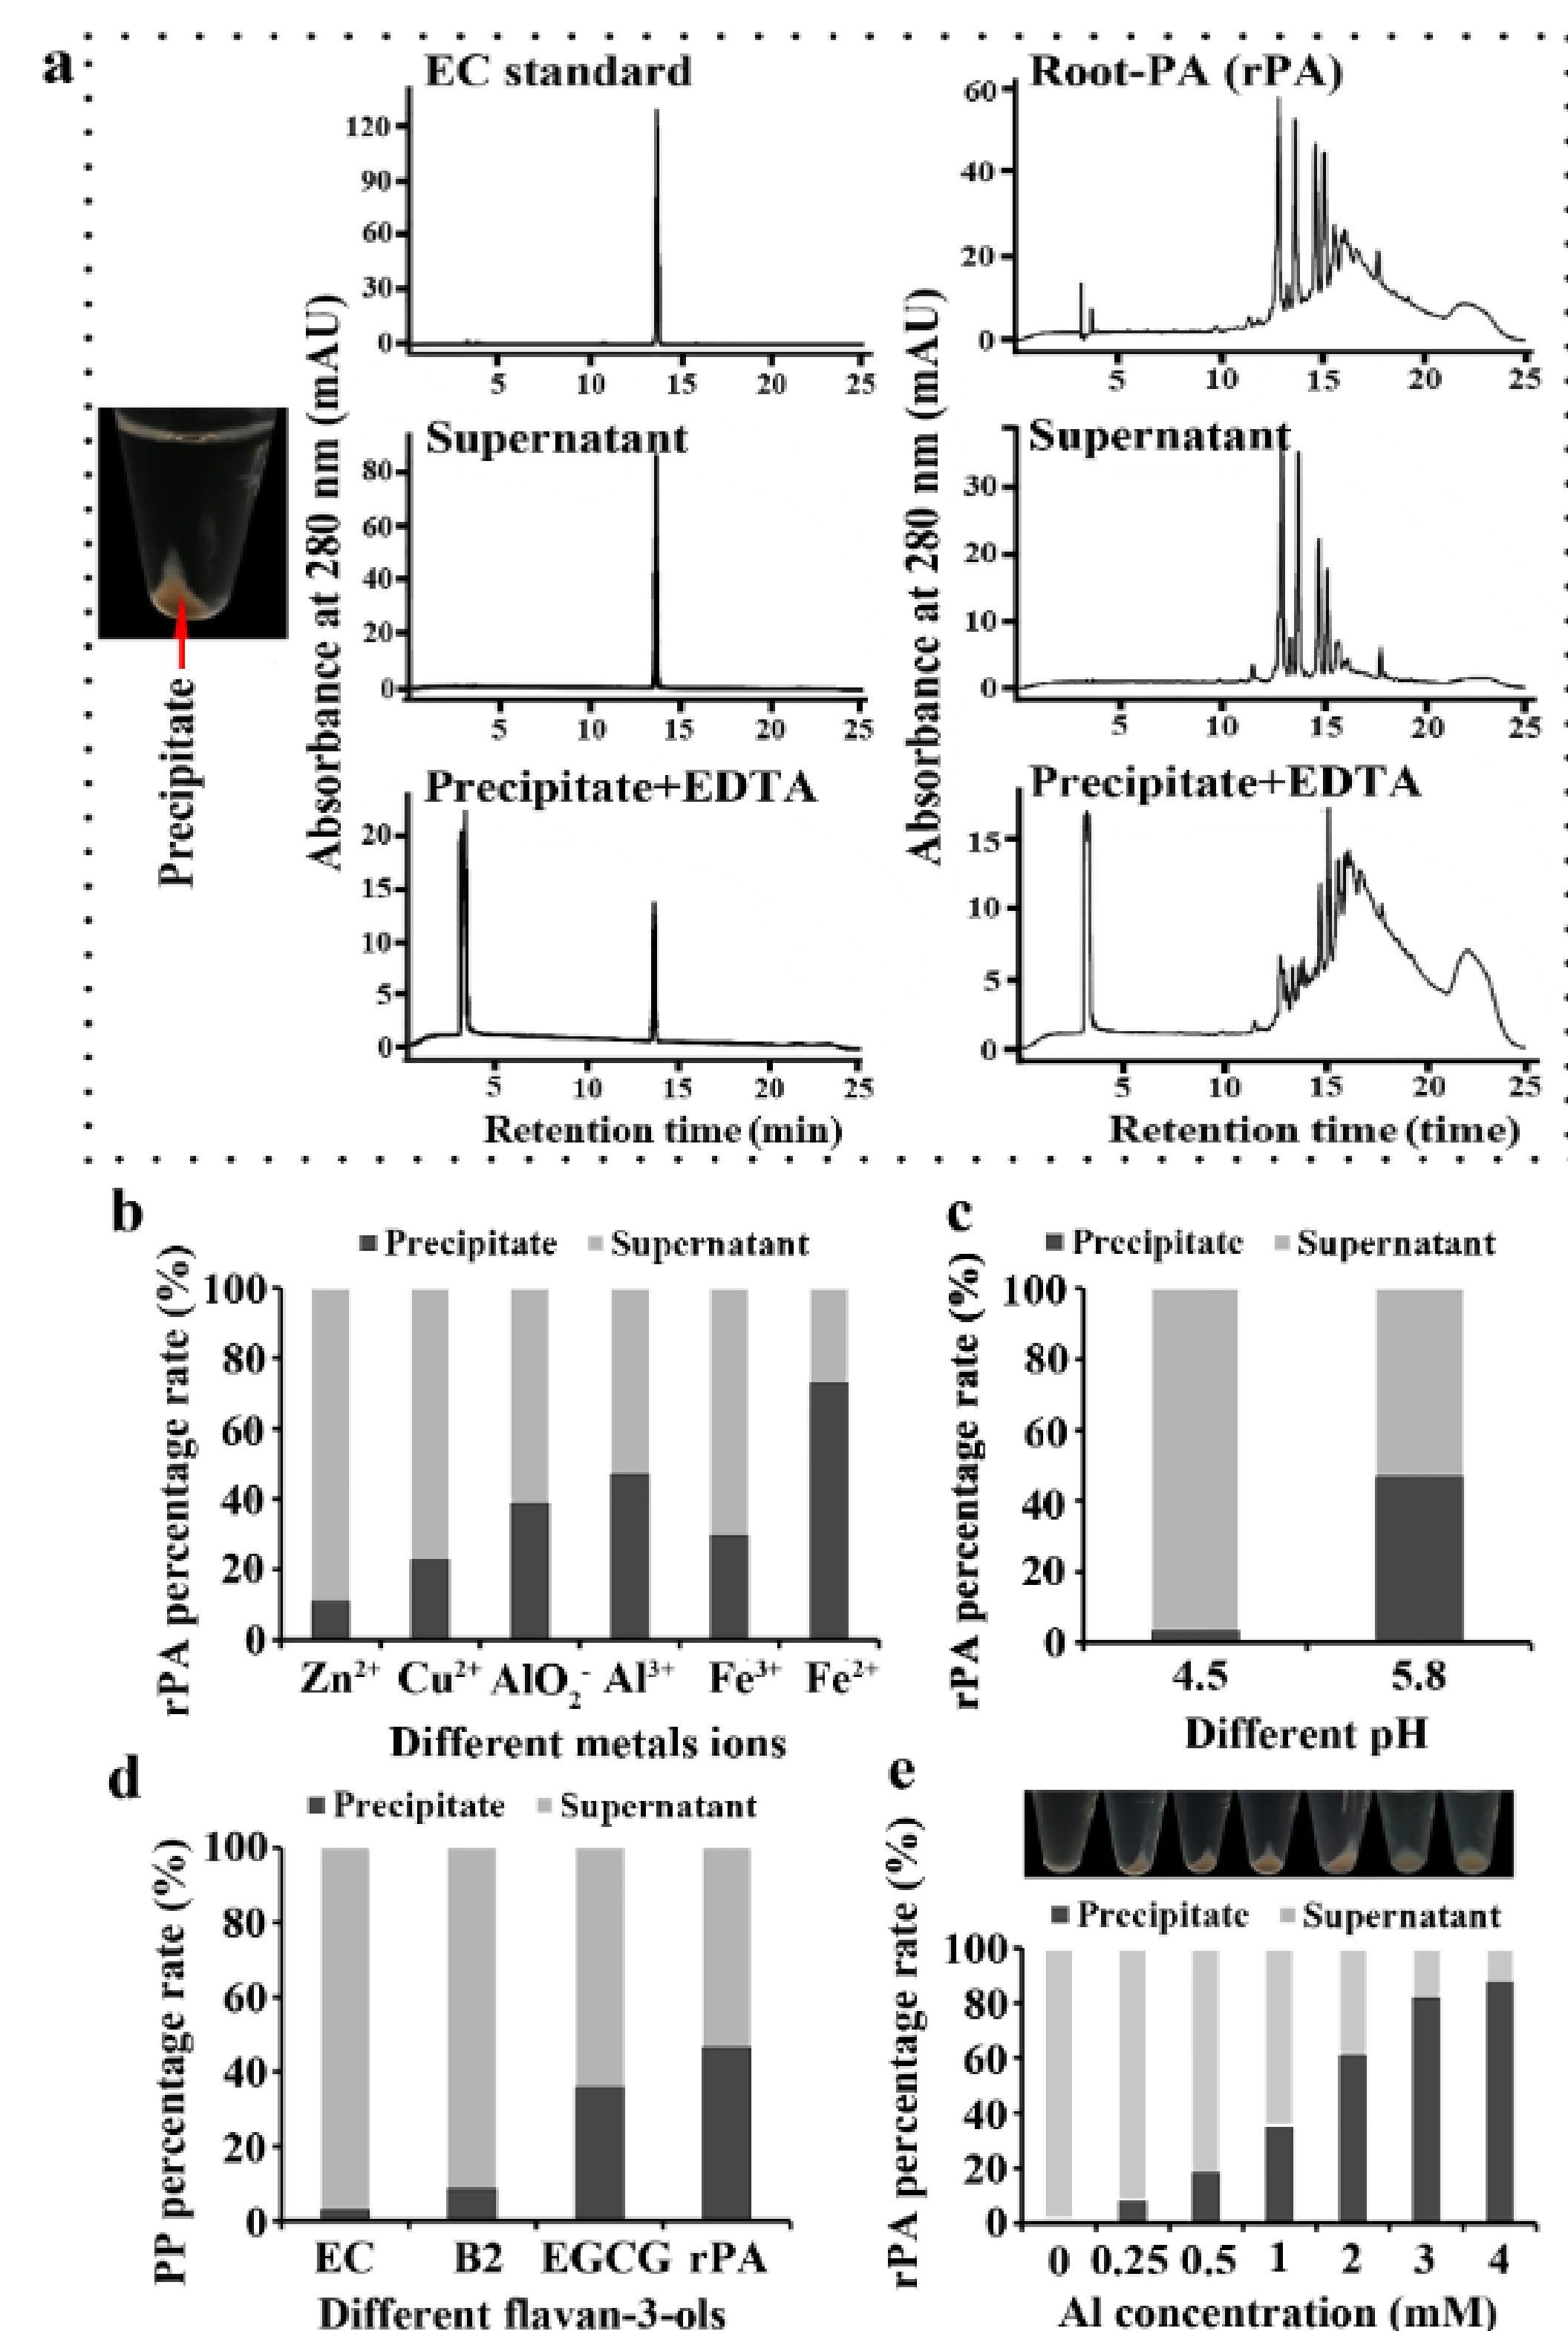 a
EC standard
Root-PA (rPA)
120
90
60
30
0
5 10 15 20 25
60
40
20
0
5 10 15 20 25
Supernatant
Supernatant
80
60
40
20
0
5 10 15 20 25
30
20
10
0
5 10 15 20 25
Precipitate+EDTA
Precipitate+EDTA
20
15
10
5
0
5 10 15 20 25
15
10
5
0
5 10 15 20 25
Precipitate
Absorbance at 280 nm (mAU)
Absorbance at 280 nm (mAU)
Retention time (min)
Retention time (time)
b
Precipitate Supernatant
rPA percentage rate (%)
100
80
60
40
20
0
Zn²⁺ Cu²⁺ AlO₂⁻ Al³⁺ Fe³⁺ Fe²⁺
Different metals ions
c
Precipitate Supernatant
rPA percentage rate (%)
100
80
60
40
20
0
4.5 5.8
Different pH
d
Precipitate Supernatant
PP percentage rate (%)
100
80
60
40
20
0
EC B2 EGCG rPA
Different flavan-3-ols
e
Precipitate Supernatant
rPA percentage rate (%)
100
80
60
40
20
0
0 0.25 0.5 1 2 3 4
Al concentration (mM)